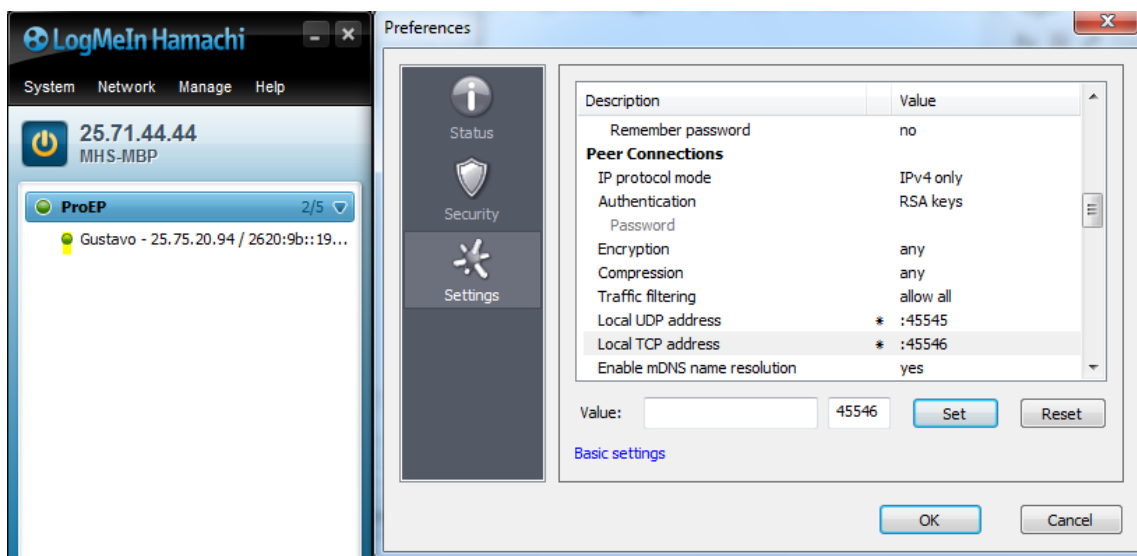 LogMeIn Hamachi
System Network Manage Help
25.71.44.44
MHS-MBP
ProEP 2/5
Gustavo - 25.75.20.94 / 2620:9b::19...
Preferences
Status
Security
Settings
Description Value
Remember password no
Peer Connections
IP protocol mode IPv4 only
Authentication RSA keys
Password
Encryption any
Compression any
Traffic filtering allow all
Local UDP address * :45545
Local TCP address * :45546
Enable mDNS name resolution yes
Value: 45546 Set Reset
Basic settings
OK Cancel